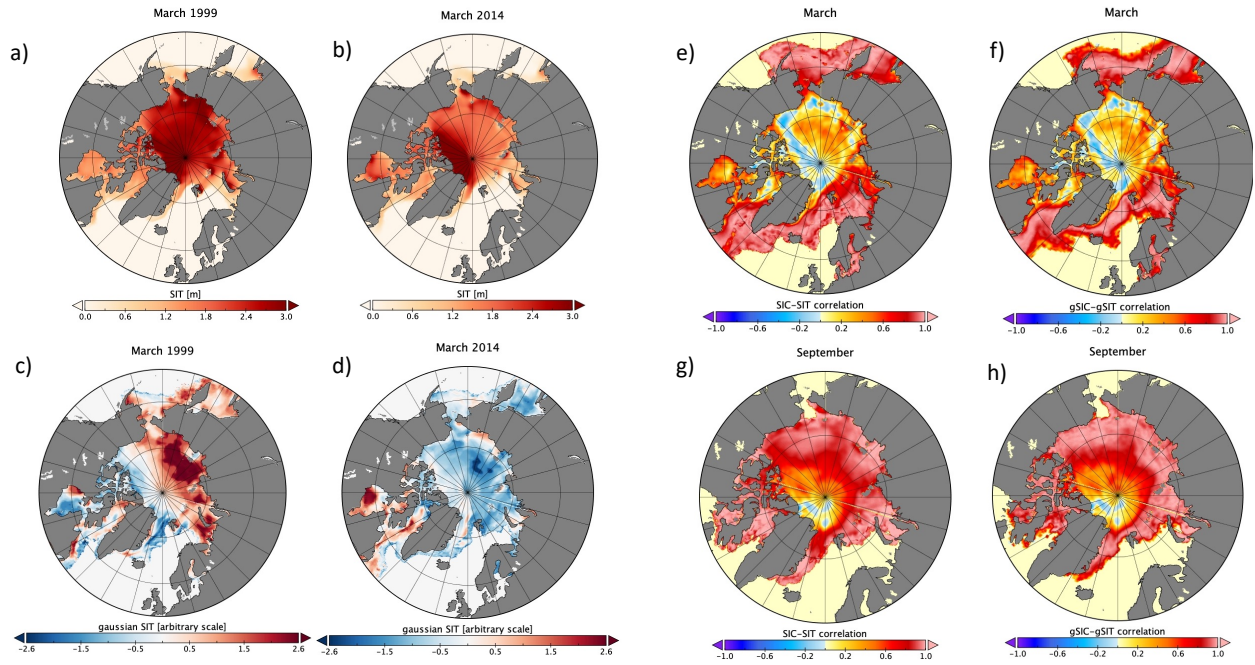 March 1999
March 2014
March
March
a)
b)
e)
f)
SIT [m]
0.0 0.6 1.2 1.8 2.4 3.0
SIT [m]
0.0 0.6 1.2 1.8 2.4 3.0
SIC−SIT correlation
−1.0 −0.6 −0.2 0.2 0.6 1.0
gSIC−gSIT correlation
−1.0 −0.6 −0.2 0.2 0.6 1.0
March 1999
March 2014
September
September
c)
d)
g)
h)
gaussian SIT [arbitrary scale]
−2.6 −1.5 −0.5 0.5 1.5 2.6
gaussian SIT [arbitrary scale]
−2.6 −1.5 −0.5 0.5 1.5 2.6
SIC−SIT correlation
−1.0 −0.6 −0.2 0.2 0.6 1.0
gSIC−gSIT correlation
−1.0 −0.6 −0.2 0.2 0.6 1.0